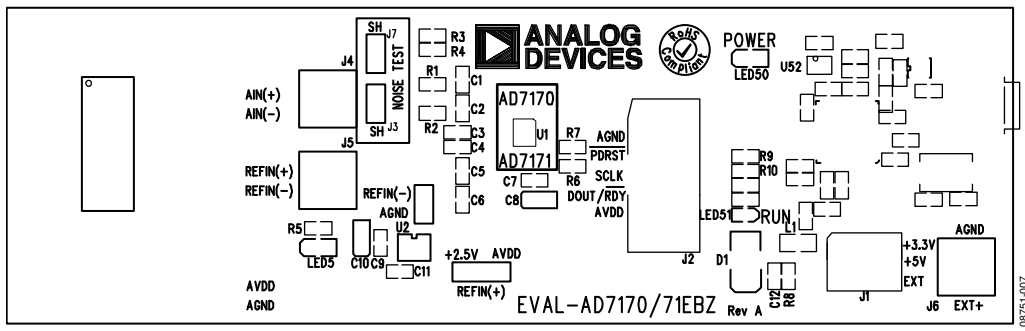 SH
J7
R3
R4
ANALOG
DEVICES
RoHS
Compliant
POWER
LED50
U52
J4
NOISE TEST
R1
C1
AIN(+)
AIN(-)
C2
AD7170
SH
J3
R2
C3
U1
R7
AGND
PDRST
J5
C4
AD7171
R9
REFIN(+)
REFIN(-)
C5
C7
R6
SCLK
R10
REFIN(-)
AGND
C6
C8
DOUT/RDY
AVDD
LED51
RUN
R5
U2
L1
AGND
LED5
C10
C9
C11
+2.5V AVDD
J2
D1
+3.3V
+5V
EXT
AVDD
AGND
REFIN(+)
EVAL-AD7170/71EBZ
Rev A
C12
R8
J1
J6
EXT+
08751-007